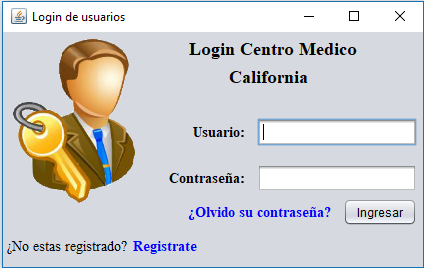 Login de usuarios
Login Centro Medico
California
Usuario:
Contraseña:
¿Olvido su contraseña?
Ingresar
¿No estas registrado? Registrate